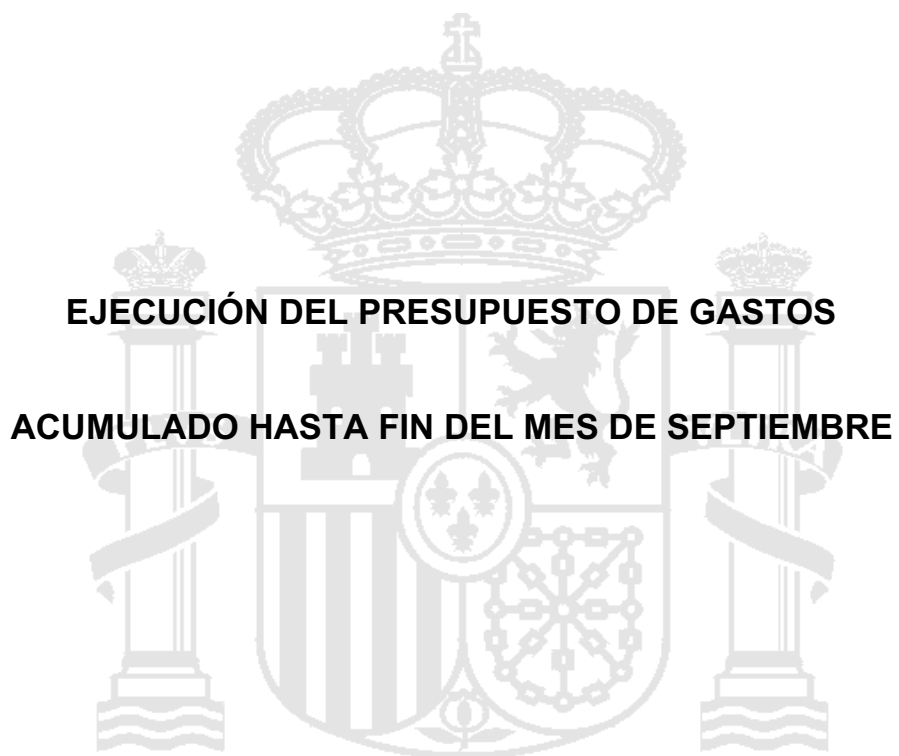 EJECUCIÓN DEL PRESUPUESTO DE GASTOS
ACUMULADO HASTA FIN DEL MES DE SEPTIEMBRE